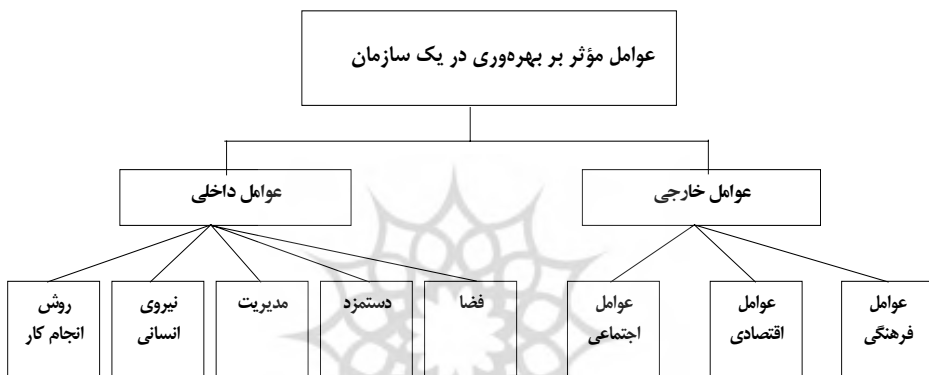 عوامل مؤثر بر بهره‌وری در یک سازمان
عوامل خارجی
عوامل داخلی
عوامل
فرهنگی
عوامل
اقتصادی
عوامل
اجتماعی
فضا
دستمزد
مدیریت
نیروی
انسانی
روش
انجام کار